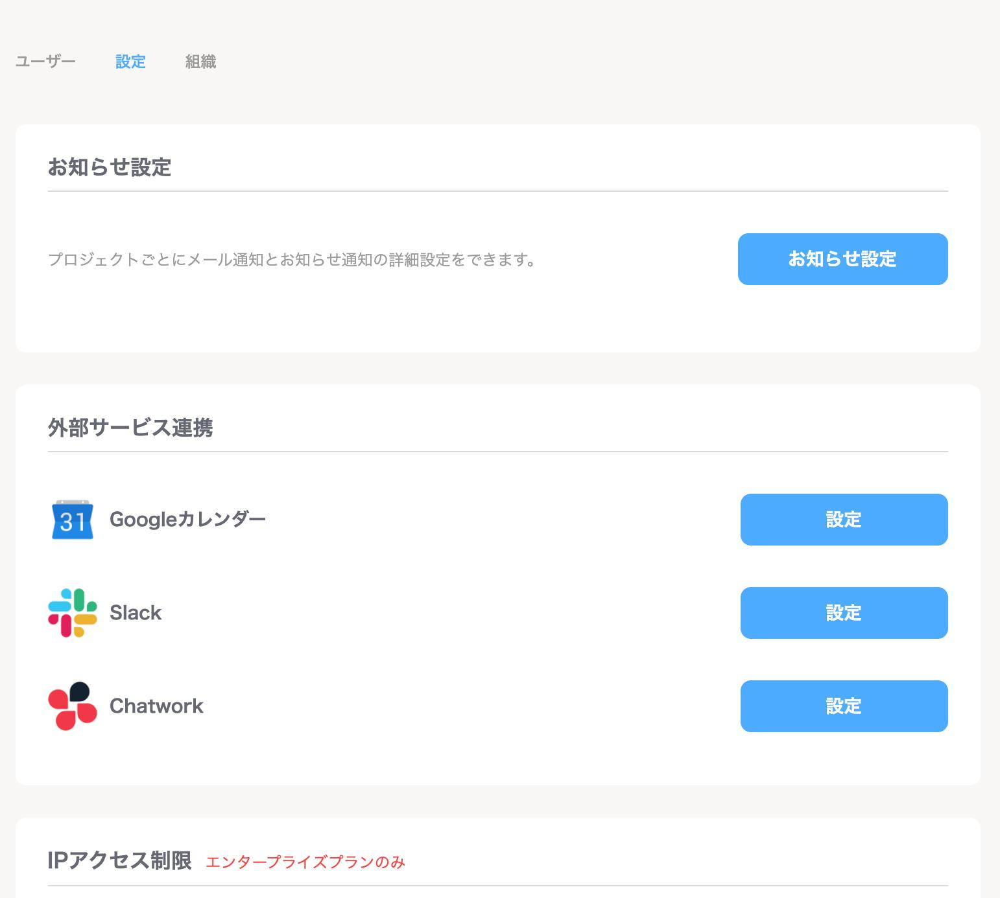 ユーザー 設定 組織
お知らせ設定
プロジェクトごとにメール通知とお知らせ通知の詳細設定をできます。 お知らせ設定
外部サービス連携
31 Googleカレンダー 設定
Slack 設定
Chatwork 設定
IPアクセス制限 エンタープライズプランのみ